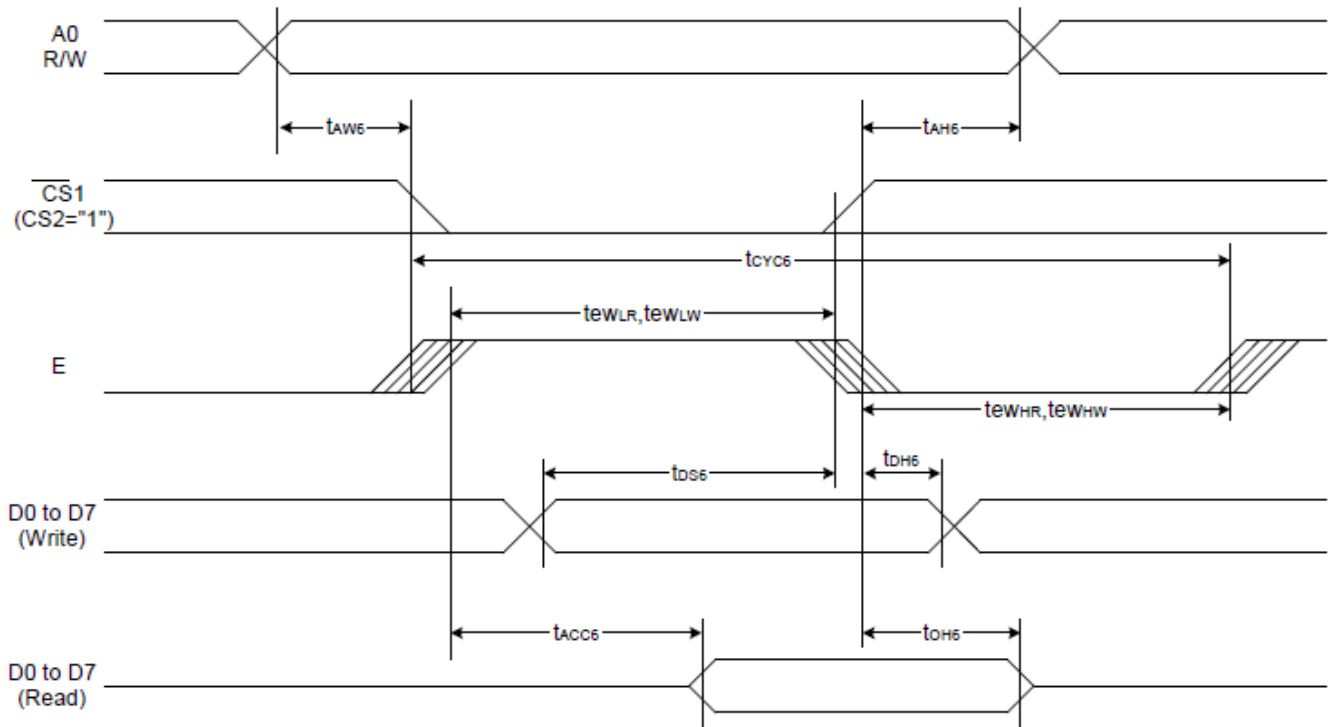 A0
R/W
tAW6
tAH6
CS1
(CS2="1")
tCYC6
tewLR,tewLW
E
tewHR,tewHW
tDS6
tDH6
D0 to D7
(Write)
tACC6
tOH6
D0 to D7
(Read)